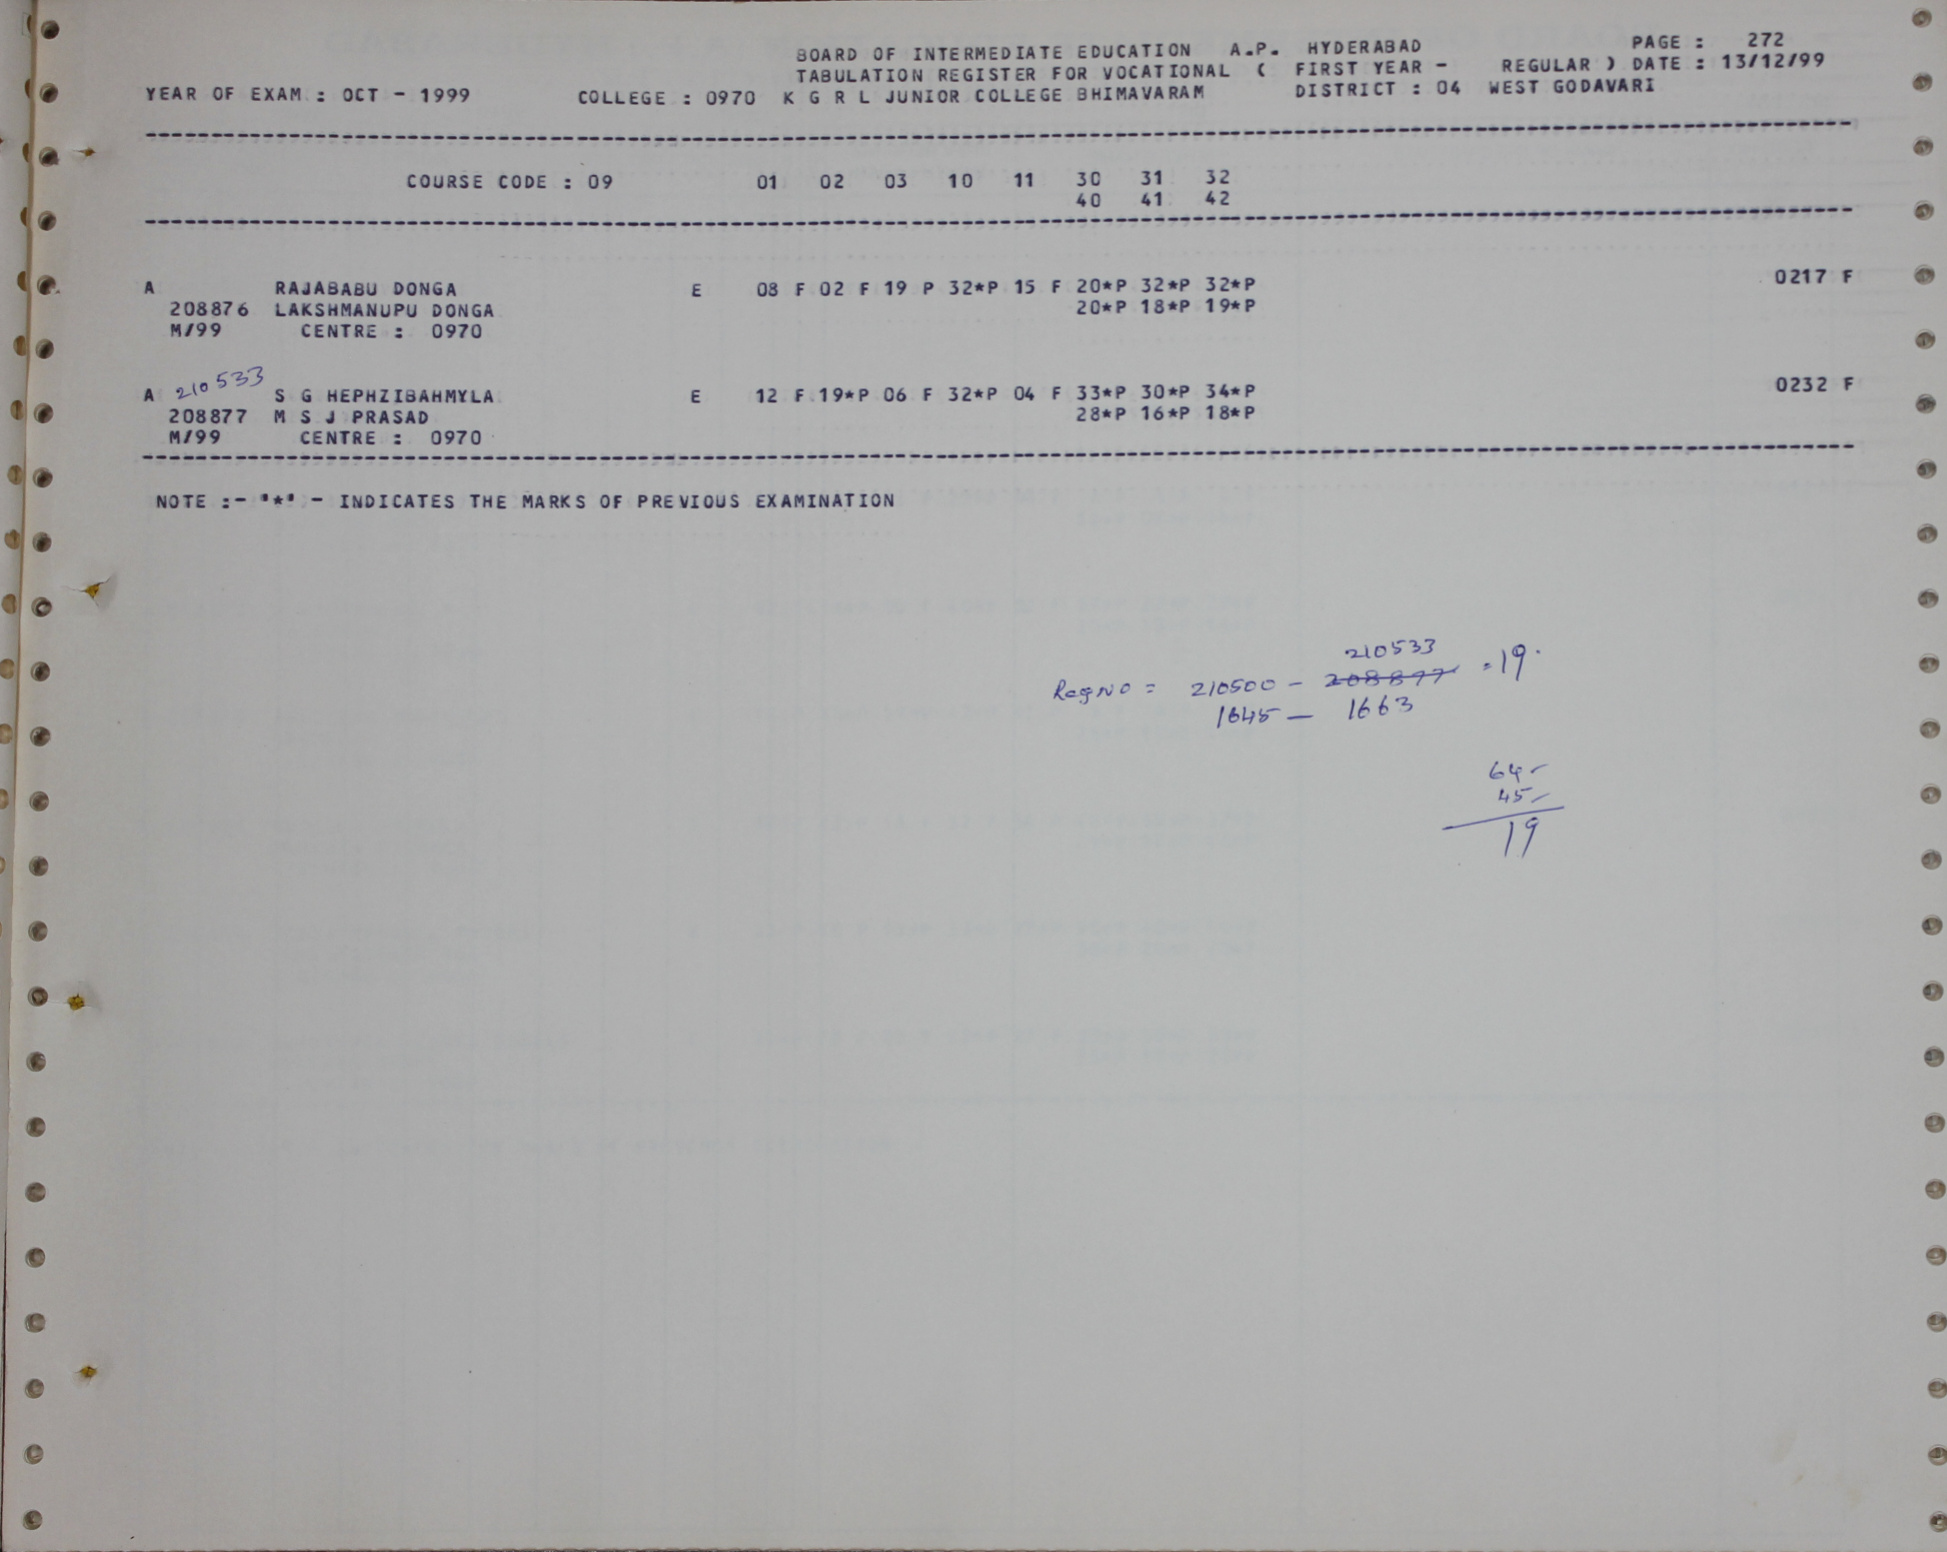 BOARD OF INTERMEDIATE EDUCATION A.P. HYDERABAD PAGE : 272
TABULATION REGISTER FOR VOCATIONAL ( FIRST YEAR - REGULAR ) DATE : 13/12/99
YEAR OF EXAM : OCT - 1999 COLLEGE : 0970 K G R L JUNIOR COLLEGE BHIMAVARAM DISTRICT : 04 WEST GODAVARI
COURSE CODE : 09 01 02 03 10 11 30 31 32
40 41 42
A RAJABABU DONGA E 08 F 02 F 19 P 32*P 15 F 20*P 32*P 32*P 0217 F
208876 LAKSHMANUPU DONGA 20*P 18*P 19*P
M/99 CENTRE : 0970
A 210533 S G HEPHZIBAHMYLA E 12 F 19*P 06 F 32*P 04 F 33*P 30*P 34*P 0232 F
208877 M S J PRASAD 28*P 16*P 18*P
M/99 CENTRE : 0970
NOTE :- "*" - INDICATES THE MARKS OF PREVIOUS EXAMINATION
210533
Reg No = 210500 - 208877 = 19.
1645 - 1663
64
45
19